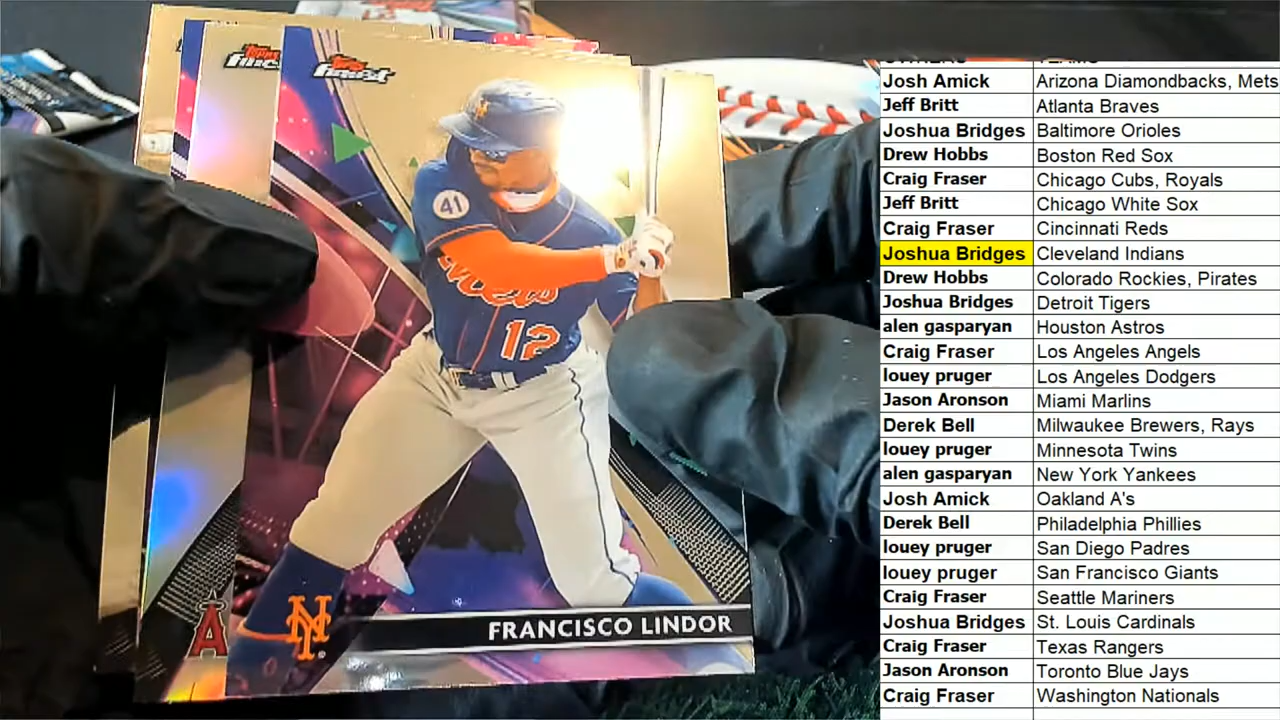 Topps finest
41
Mets
12
NY
A
FRANCISCO LINDOR
Josh Amick Arizona Diamondbacks, Mets
Jeff Britt Atlanta Braves
Joshua Bridges Baltimore Orioles
Drew Hobbs Boston Red Sox
Craig Fraser Chicago Cubs, Royals
Jeff Britt Chicago White Sox
Craig Fraser Cincinnati Reds
Joshua Bridges Cleveland Indians
Drew Hobbs Colorado Rockies, Pirates
Joshua Bridges Detroit Tigers
alen gasparyan Houston Astros
Craig Fraser Los Angeles Angels
louey pruger Los Angeles Dodgers
Jason Aronson Miami Marlins
Derek Bell Milwaukee Brewers, Rays
louey pruger Minnesota Twins
alen gasparyan New York Yankees
Josh Amick Oakland A's
Derek Bell Philadelphia Phillies
louey pruger San Diego Padres
louey pruger San Francisco Giants
Craig Fraser Seattle Mariners
Joshua Bridges St. Louis Cardinals
Craig Fraser Texas Rangers
Jason Aronson Toronto Blue Jays
Craig Fraser Washington Nationals